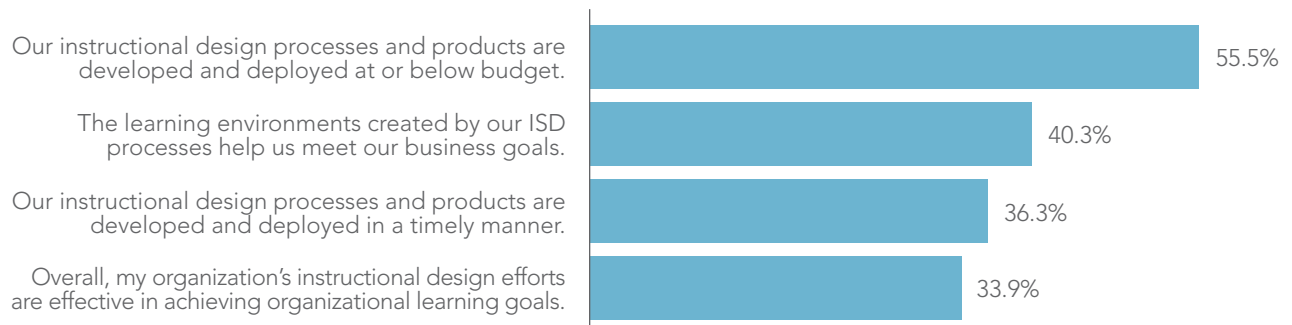 Our instructional design processes and products are
developed and deployed at or below budget.
55.5%
The learning environments created by our ISD
processes help us meet our business goals.
40.3%
Our instructional design processes and products are
developed and deployed in a timely manner.
36.3%
Overall, my organization’s instructional design efforts
are effective in achieving organizational learning goals.
33.9%